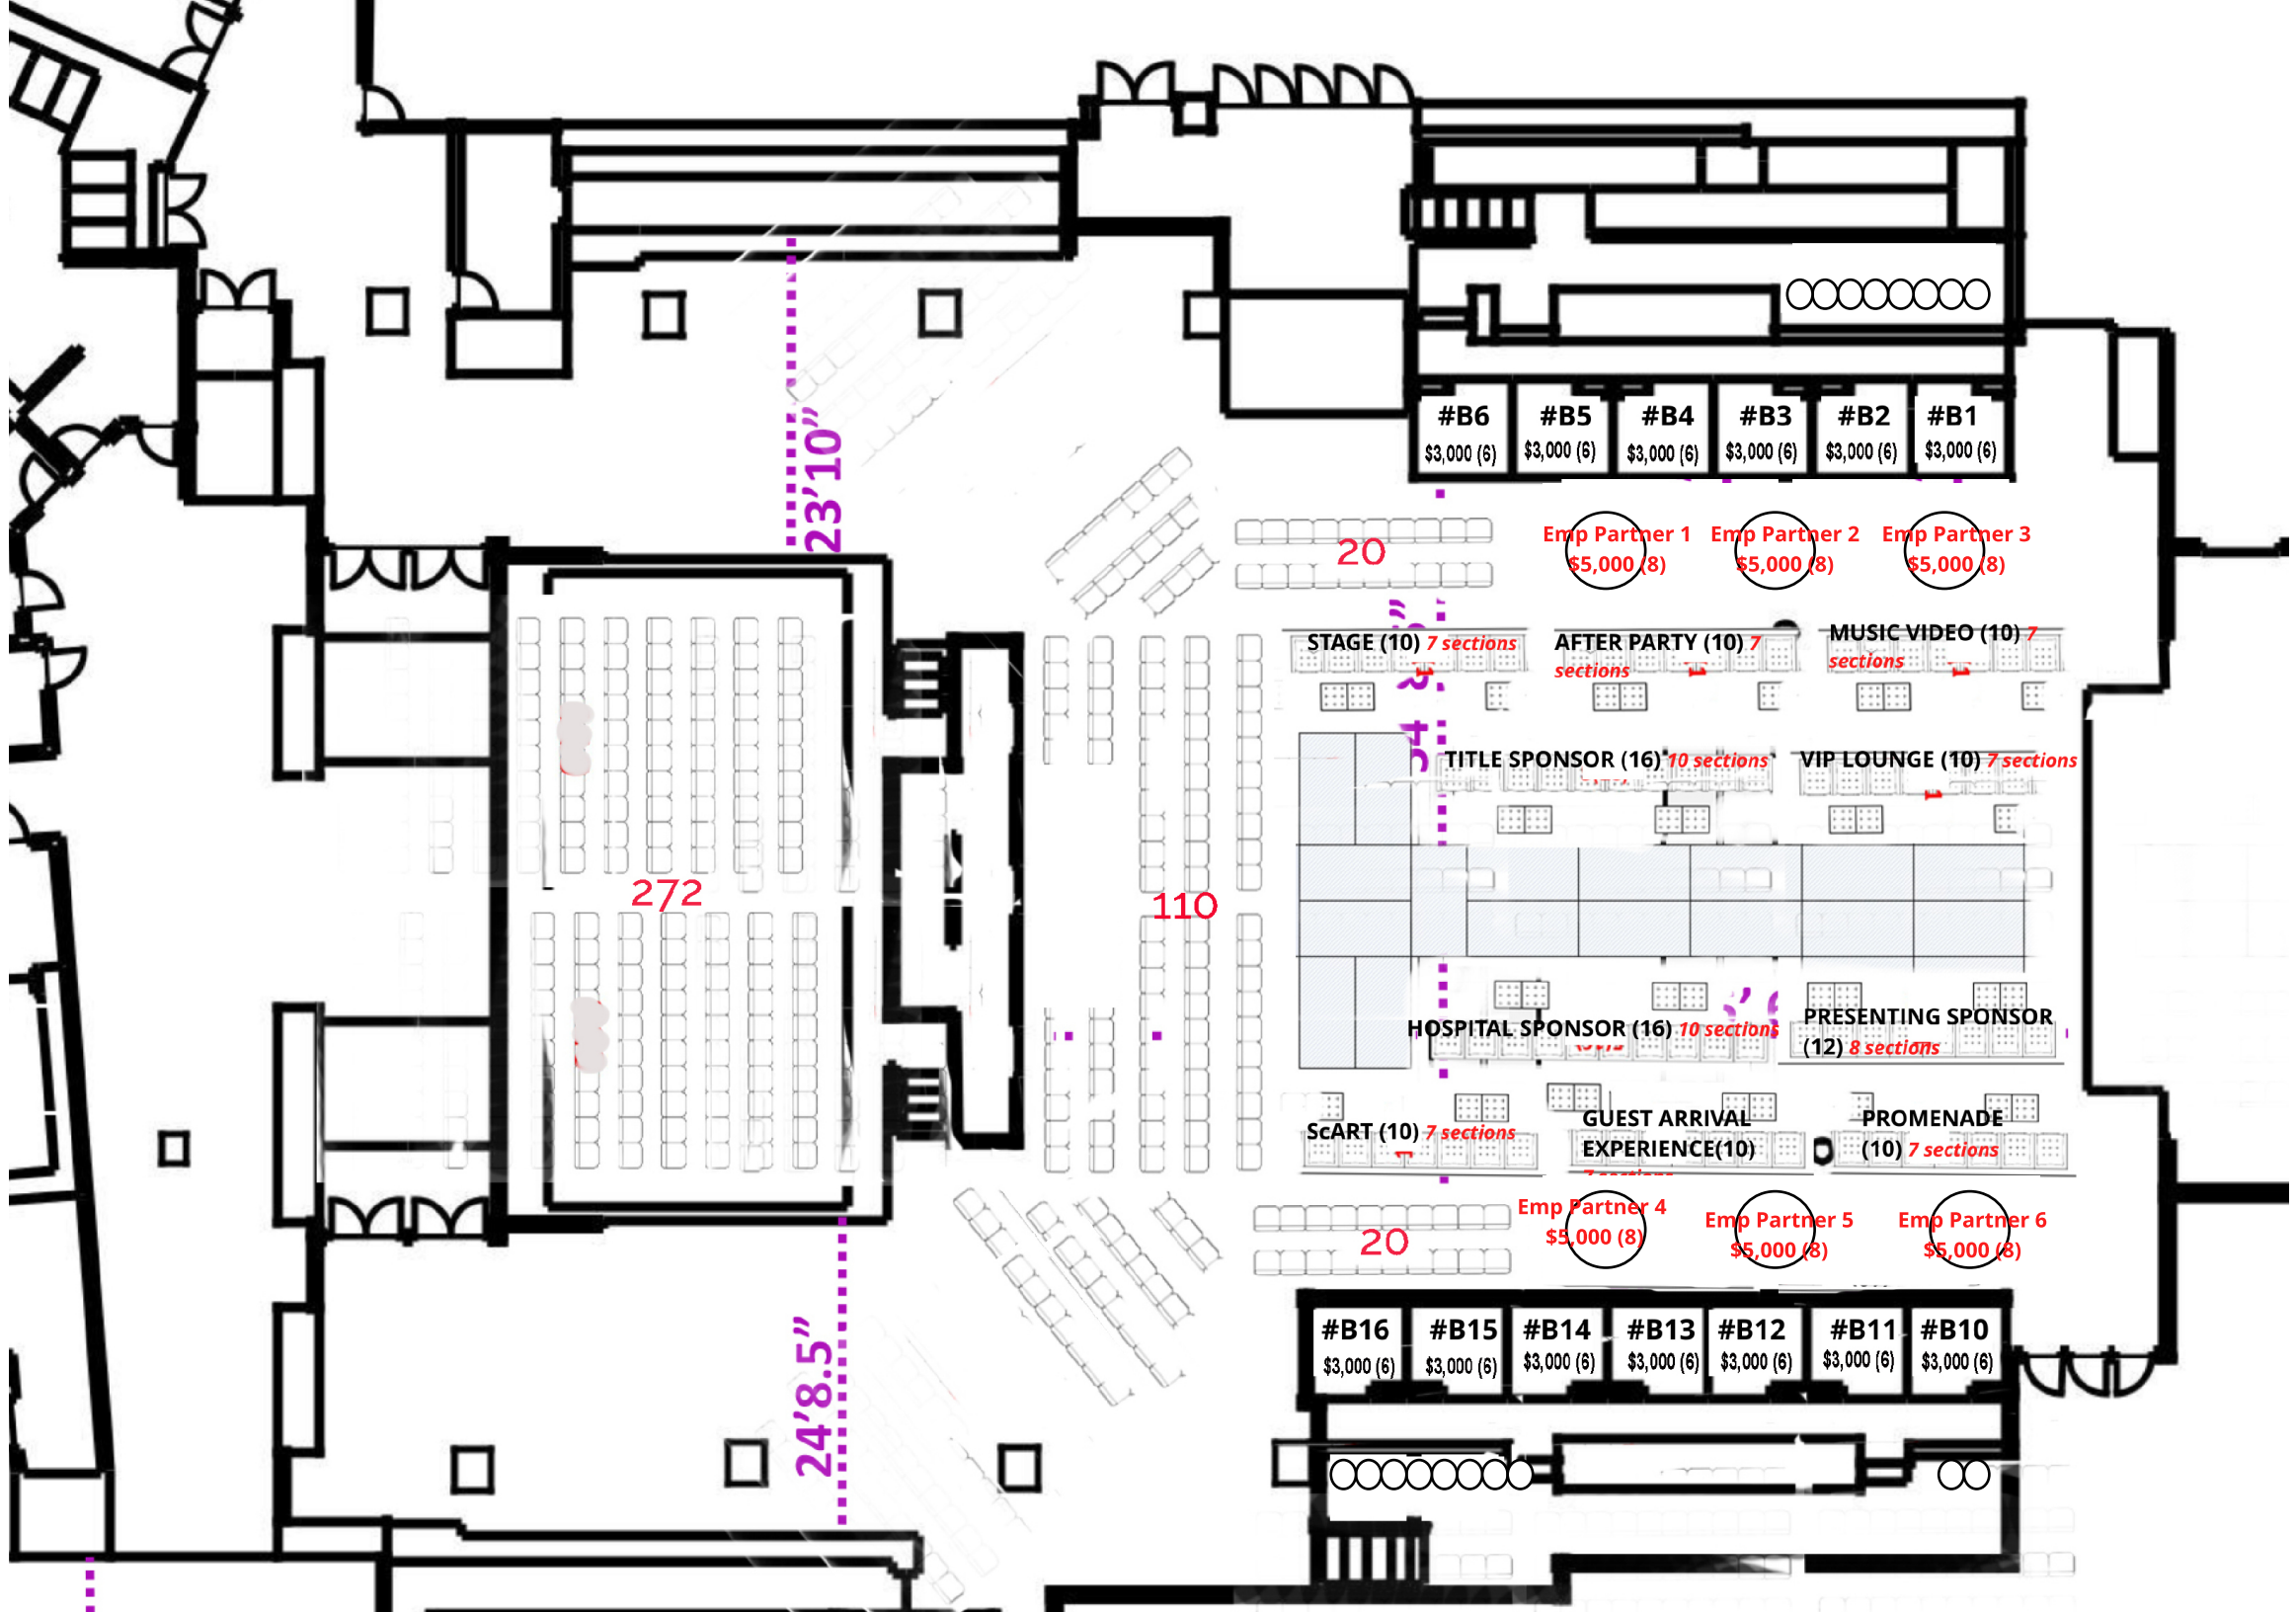 #B6 #B5 #B4 #B3 #B2 #B1
$3,000 (6) $3,000 (6) $3,000 (6) $3,000 (6) $3,000 (6) $3,000 (6)
23’10”
20
Emp Partner 1 Emp Partner 2 Emp Partner 3
$5,000 (8) $5,000 (8) $5,000 (8)
STAGE (10) 7 sections
AFTER PARTY (10) 7
sections
MUSIC VIDEO (10) 7
sections
TITLE SPONSOR (16) 10 sections
VIP LOUNGE (10) 7 sections
272
110
HOSPITAL SPONSOR (16) 10 sections
PRESENTING SPONSOR
(12) 8 sections
ScART (10) 7 sections
GUEST ARRIVAL
EXPERIENCE(10)
PROMENADE
(10) 7 sections
20
Emp Partner 4 Emp Partner 5 Emp Partner 6
$5,000 (8) $5,000 (8) $5,000 (8)
24’8.5”
#B16 #B15 #B14 #B13 #B12 #B11 #B10
$3,000 (6) $3,000 (6) $3,000 (6) $3,000 (6) $3,000 (6) $3,000 (6) $3,000 (6)